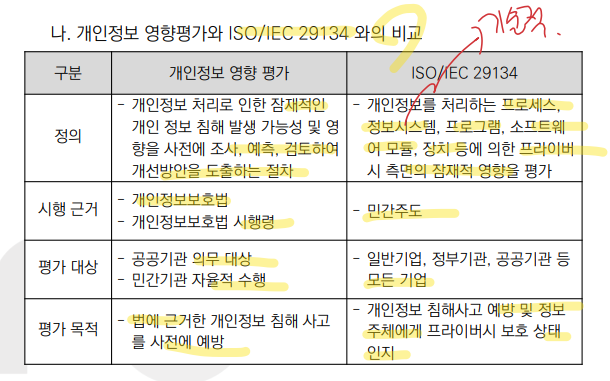 나. 개인정보 영향평가와 ISO/IEC 29134 와의 비교
기술적.
구분 개인정보 영향 평가 ISO/IEC 29134
정의
- 개인정보 처리로 인한 잠재적인
개인 정보 침해 발생 가능성 및 영
향을 사전에 조사, 예측, 검토하여
개선방안을 도출하는 절차
- 개인정보를 처리하는 프로세스,
정보시스템, 프로그램, 소프트웨
어 모듈, 장치 등에 의한 프라이버
시 측면의 잠재적 영향을 평가
시행 근거
- 개인정보보호법
- 개인정보보호법 시행령
- 민간주도
평가 대상
- 공공기관 의무 대상
- 민간기관 자율적 수행
- 일반기업, 정부기관, 공공기관 등
모든 기업
평가 목적
- 법에 근거한 개인정보 침해 사고
를 사전에 예방
- 개인정보 침해사고 예방 및 정보
주체에게 프라이버시 보호 상태
인지